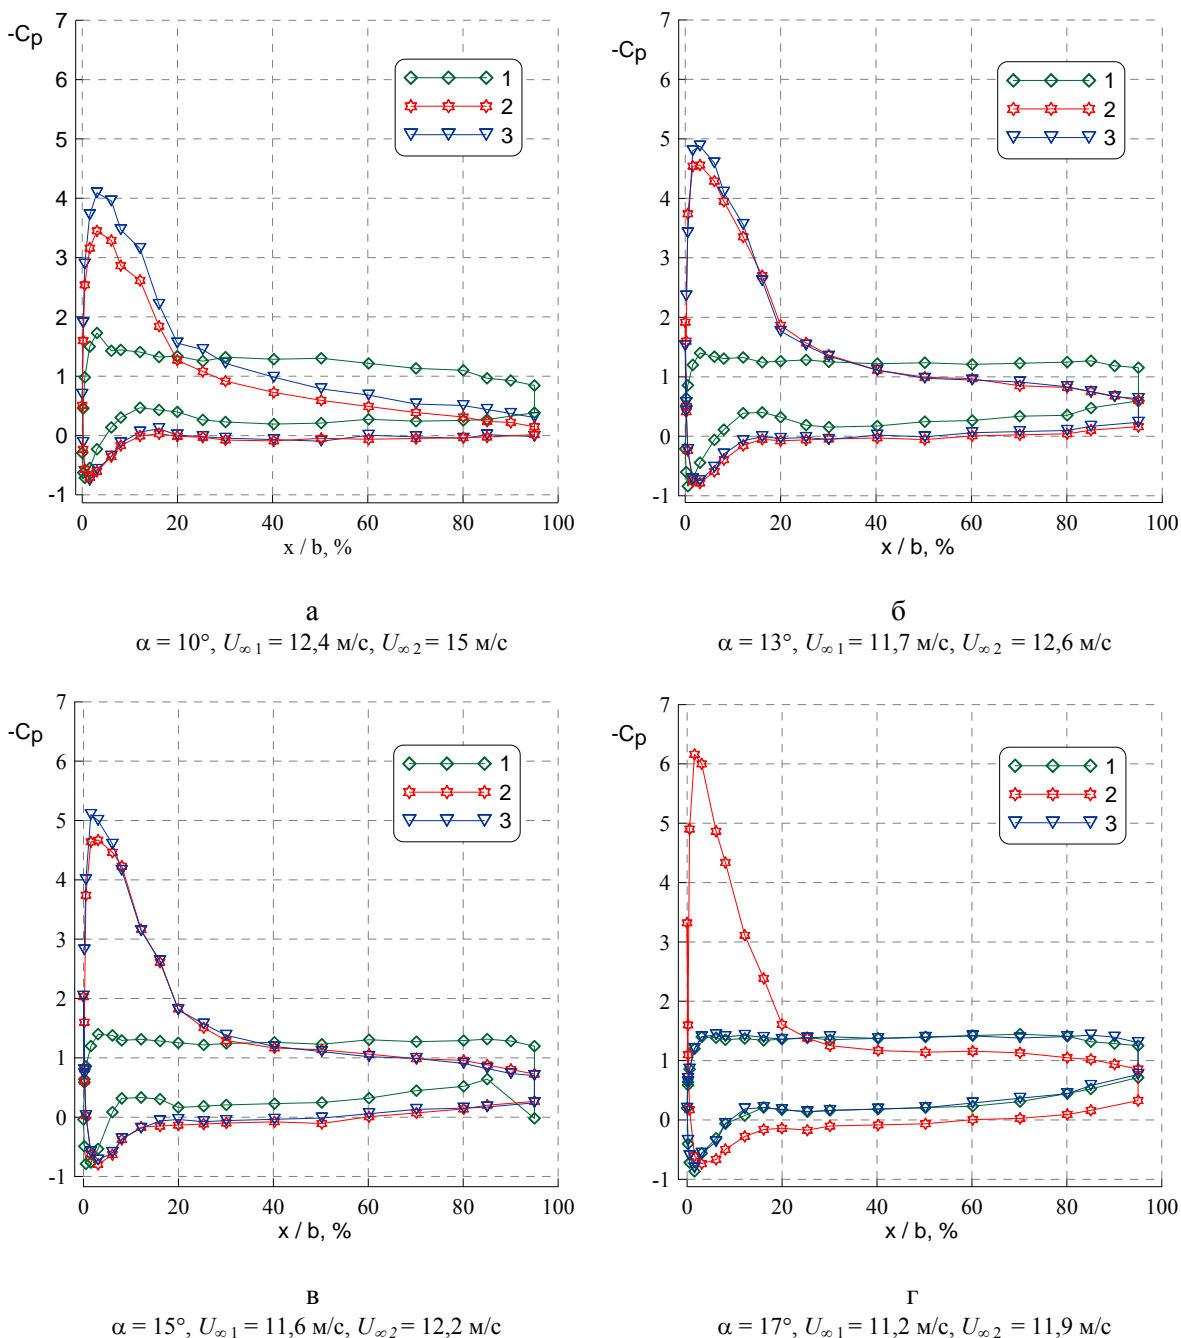 7
-Cp
6
5
4
3
2
1
0
-1
1
2
3
0 20 40 60 80 100
x / b, %
а
α = 10°, U∞ 1 = 12,4 м/с, U∞ 2 = 15 м/с
7
-Cp
6
5
4
3
2
1
0
-1
1
2
3
0 20 40 60 80 100
x / b, %
б
α = 13°, U∞ 1 = 11,7 м/с, U∞ 2 = 12,6 м/с
7
-Cp
6
5
4
3
2
1
0
-1
1
2
3
0 20 40 60 80 100
x / b, %
в
α = 15°, U∞ 1 = 11,6 м/с, U∞2 = 12,2 м/с
7
-Cp
6
5
4
3
2
1
0
-1
1
2
3
0 20 40 60 80 100
x / b, %
г
α = 17°, U∞ 1 = 11,2 м/с, U∞ 2 = 11,9 м/с